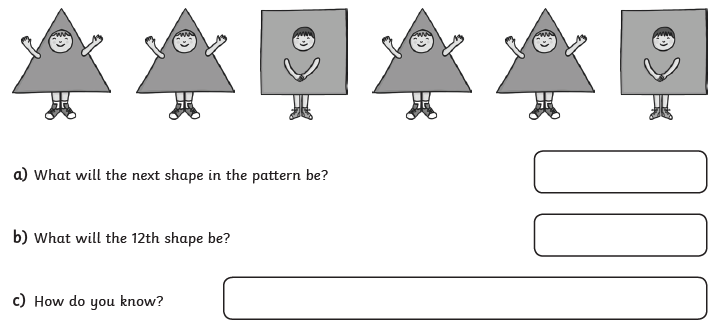 a) What will the next shape in the pattern be?
b) What will the 12th shape be?
c) How do you know?